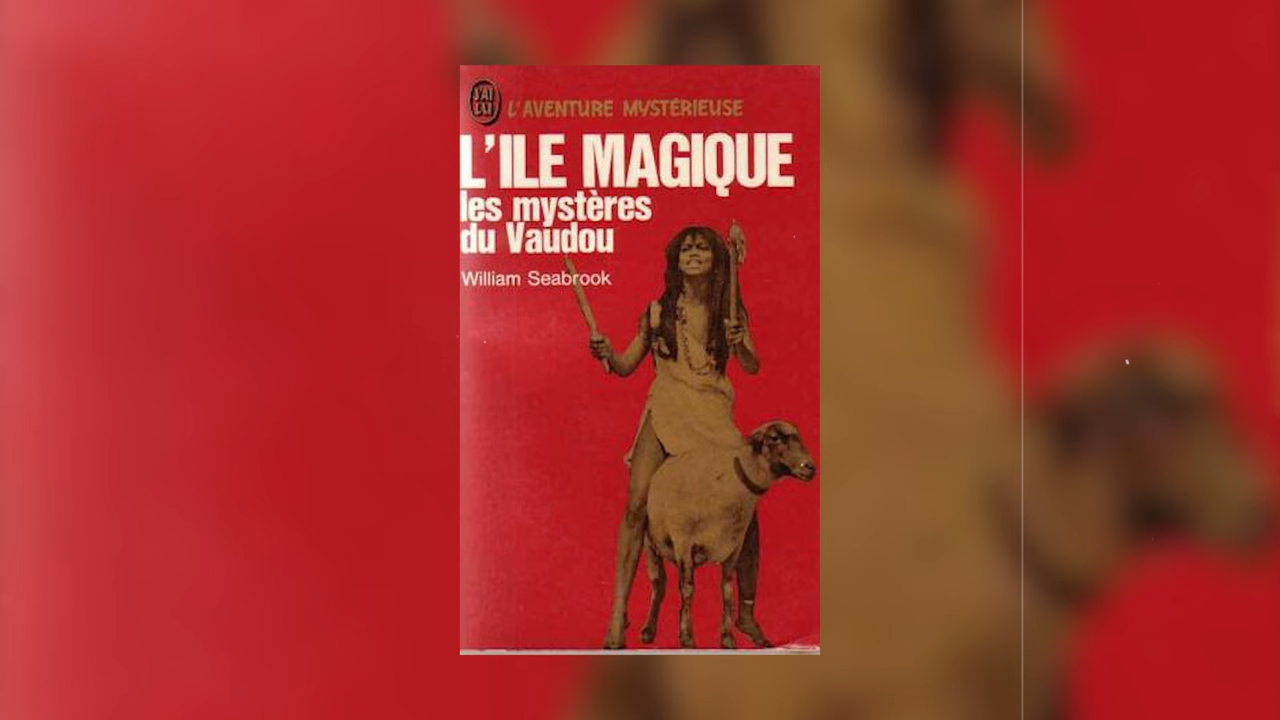 J'AI
LU
L'AVENTURE MYSTÉRIEUSE
L'ILE MAGIQUE
les mystères
du Vaudou
William Seabrook